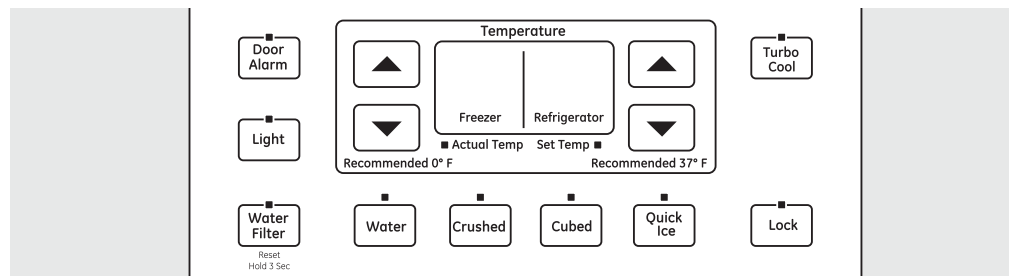 Temperature
Door
Alarm
Turbo
Cool
Freezer
Refrigerator
Light
Actual Temp
Set Temp
Recommended 0° F
Recommended 37° F
Water
Filter
Water
Crushed
Cubed
Quick
Ice
Lock
Reset
Hold 3 Sec